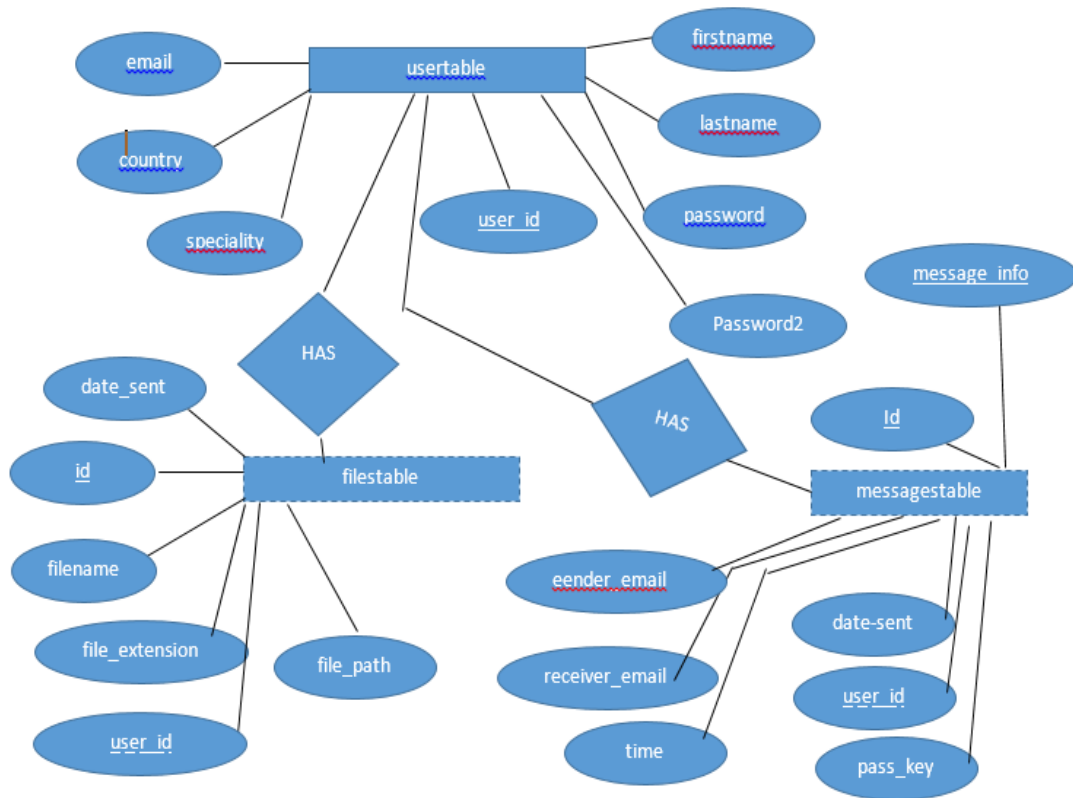 firstname
email
usertable
lastname
country
user_id
password
speciality
message_info
Password2
HAS
date_sent
HAS
Id
id
filestable
messagestable
filename
eender_email
date-sent
file_extension
file_path
receiver_email
user_id
user_id
time
pass_key